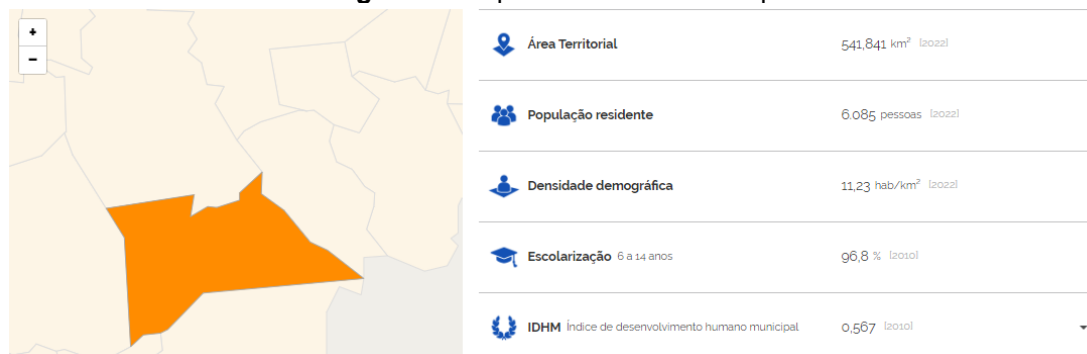 +
−
Área Territorial 541,841 km² [2022]
População residente 6.085 pessoas [2022]
Densidade demográfica 11,23 hab/km² [2022]
Escolarização 6 a 14 anos 96,8 % [2010]
IDHM Índice de desenvolvimento humano municipal 0,567 [2010]